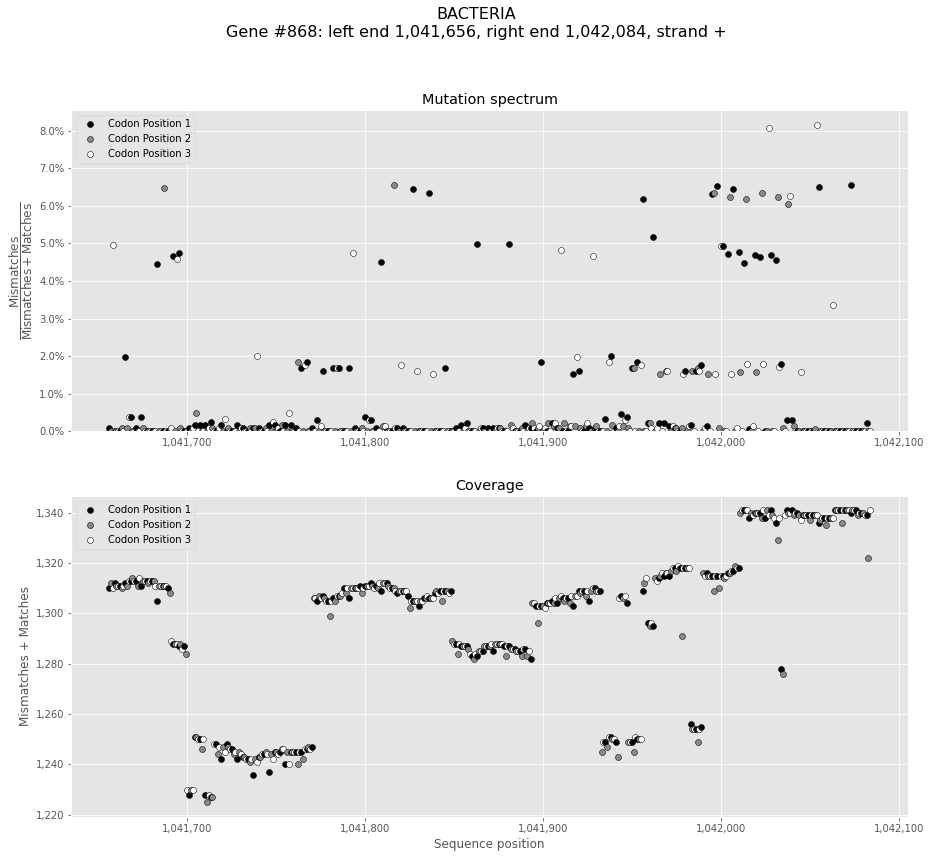 BACTERIA
Gene #868: left end 1,041,656, right end 1,042,084, strand +
Mutation spectrum
Codon Position 1
Codon Position 2
Codon Position 3
8.0%
7.0%
6.0%
5.0%
4.0%
3.0%
2.0%
1.0%
0.0%
Mismatches
Mismatches + Matches
1,041,700
1,041,800
1,041,900
1,042,000
1,042,100
Coverage
Codon Position 1
Codon Position 2
Codon Position 3
1,340
1,320
1,300
1,280
1,260
1,240
1,220
Mismatches + Matches
1,041,700
1,041,800
1,041,900
1,042,000
1,042,100
Sequence position